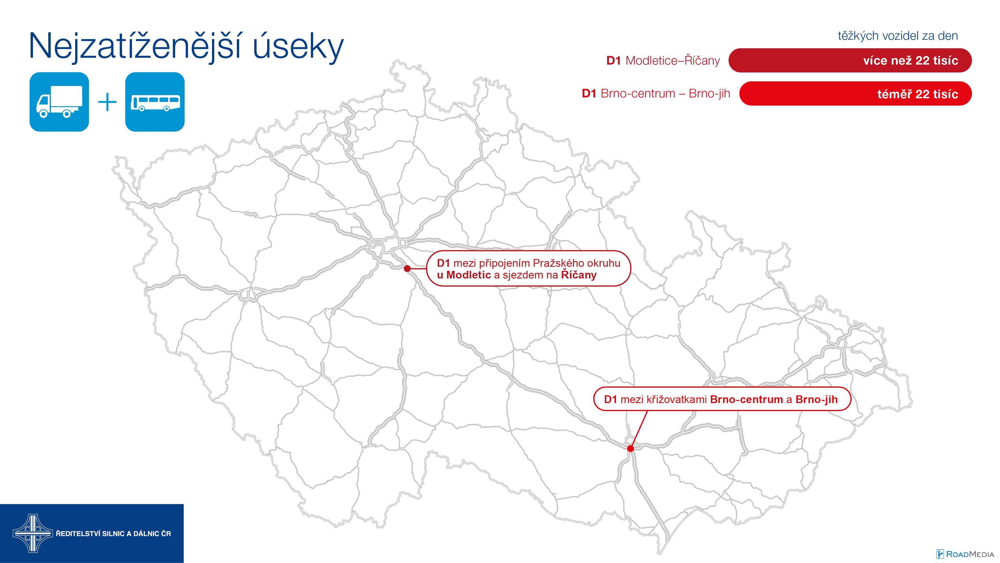 Nejzatíženější úseky
těžkých vozidel za den
D1 Modletice–Říčany
více než 22 tisíc
D1 Brno-centrum – Brno-jih
téměř 22 tisíc
D1 mezi připojením Pražského okruhu
u Modletic a sjezdem na Říčany
D1 mezi křižovatkami Brno-centrum a Brno-jih
ŘEDITELSTVÍ SILNIC A DÁLNIC ČR
ROADMEDIA